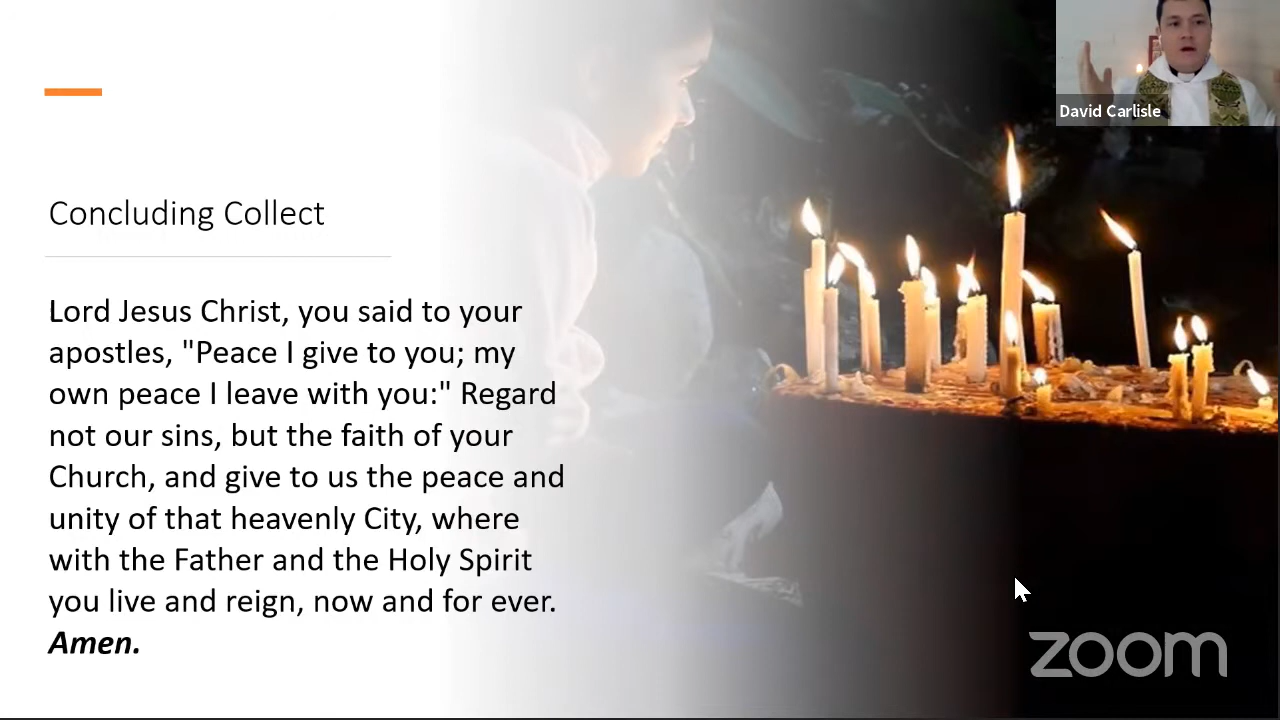 David Carlisle
Concluding Collect
Lord Jesus Christ, you said to your
apostles, "Peace I give to you; my
own peace I leave with you:" Regard
not our sins, but the faith of your
Church, and give to us the peace and
unity of that heavenly City, where
with the Father and the Holy Spirit
you live and reign, now and for ever.
Amen.
zoom